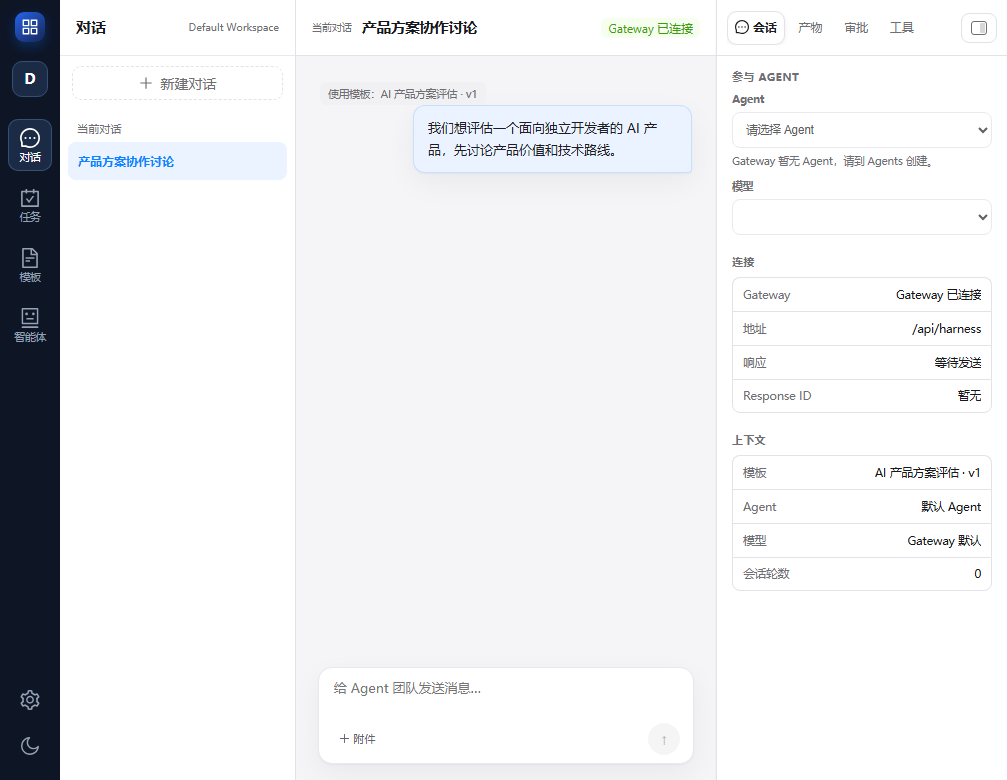 D
对话
任务
模板
智能体
对话
Default Workspace
+ 新建对话
当前对话
产品方案协作讨论
当前对话
产品方案协作讨论
Gateway 已连接
使用模板：AI 产品方案评估 · v1
我们想评估一个面向独立开发者的 AI 产
品，先讨论产品价值和技术路线。
给 Agent 团队发送消息...
+ 附件
↑
会话
产物
审批
工具
参与 AGENT
Agent
请选择 Agent
Gateway 暂无 Agent，请到 Agents 创建。
模型
连接
Gateway
Gateway 已连接
地址
/api/harness
响应
等待发送
Response ID
暂无
上下文
模板
AI 产品方案评估 · v1
Agent
默认 Agent
模型
Gateway 默认
会话轮数
0